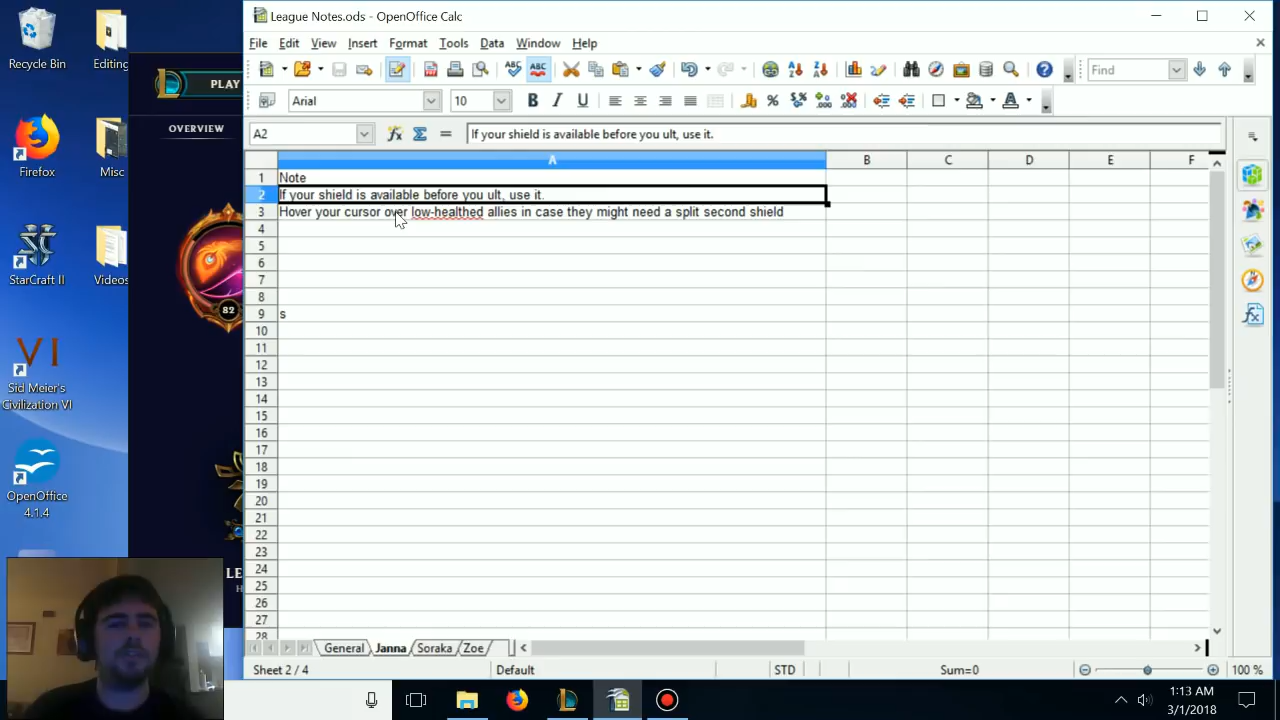 League Notes.ods - OpenOffice Calc
Recycle Bin
Editing
File Edit View Insert Format Tools Data Window Help
PLAY
Find
Arial 10
OVERVIEW
A2 If your shield is available before you ult, use it.
Firefox
Misc
A B C D E F
1 Note
2 If your shield is available before you ult, use it.
3 Hover your cursor over low-healthed allies in case they might need a split second shield
4
5
6
7
8
9 s
10
11
12
13
14
15
16
17
18
19
20
21
22
23
24
25
26
27
28
StarCraft II
Videos
82
VI
Sid Meier's
Civilization VI
OpenOffice
4.1.4
LE
General Janna Soraka Zoe
Sheet 2 / 4 Default STD Sum=0 100 %
1:13 AM
3/1/2018